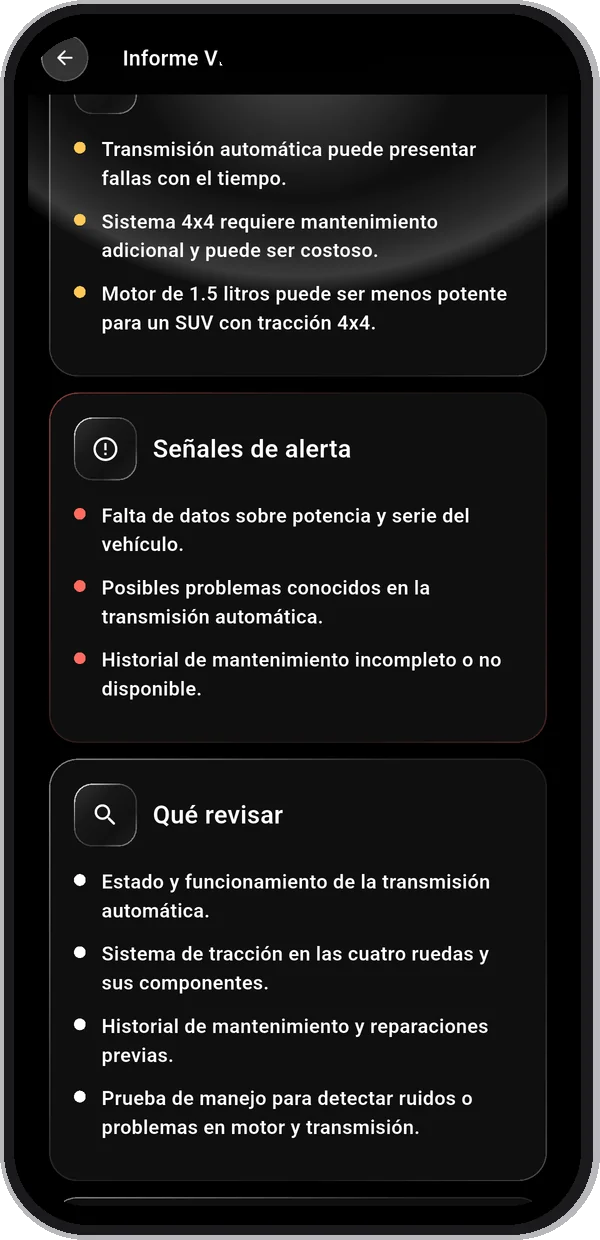 Informe V.
Transmisión automática puede presentar
fallas con el tiempo.
Sistema 4x4 requiere mantenimiento
adicional y puede ser costoso.
Motor de 1.5 litros puede ser menos potente
para un SUV con tracción 4x4.
Señales de alerta
Falta de datos sobre potencia y serie del
vehículo.
Posibles problemas conocidos en la
transmisión automática.
Historial de mantenimiento incompleto o no
disponible.
Qué revisar
Estado y funcionamiento de la transmisión
automática.
Sistema de tracción en las cuatro ruedas y
sus componentes.
Historial de mantenimiento y reparaciones
previas.
Prueba de manejo para detectar ruidos o
problemas en motor y transmisión.